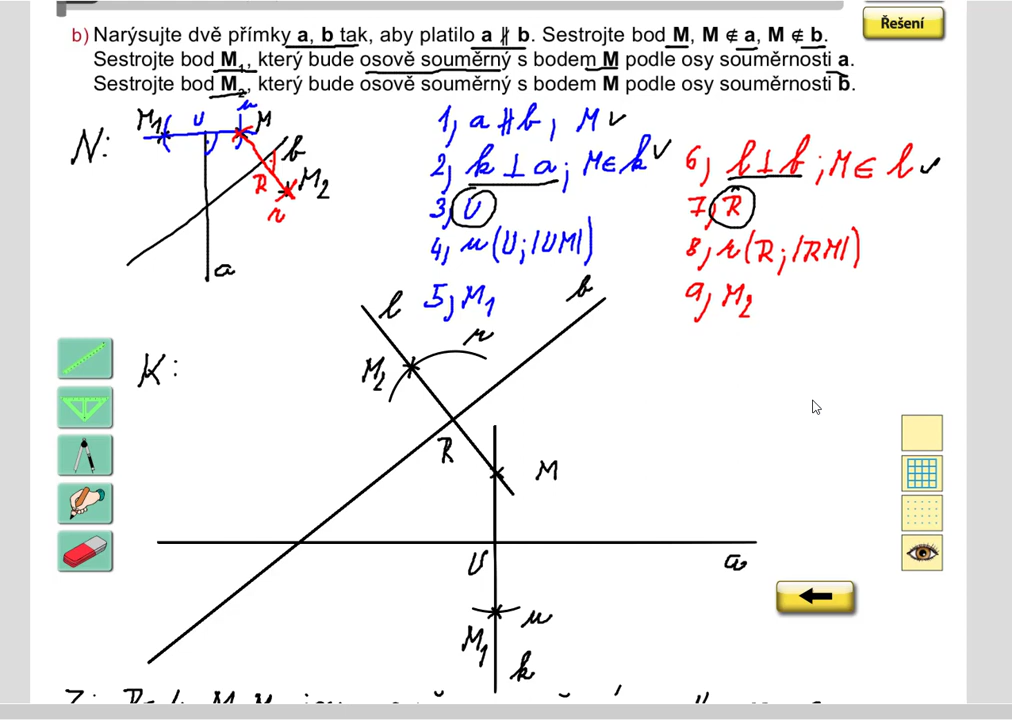 Řešení
b) Narýsujte dvě přímky a, b tak, aby platilo a ∦ b. Sestrojte bod M, M ∉ a, M ∉ b.
Sestrojte bod M₁, který bude osově souměrný s bodem M podle osy souměrnosti a.
Sestrojte bod M₂, který bude osově souměrný s bodem M podle osy souměrnosti b.
N:
M₁ U u M
b
R M₂
r
a
1, a ∦ b, M ✓
2, k ⊥ a; M ∈ k ✓
3, U
4, u (U; |UM|)
5, M₁
6, l ⊥ b; M ∈ l ✓
7, R
8, r (R; |RM|)
9, M₂
K:
l b
r
M₂
R M
U a
u
M₁
k